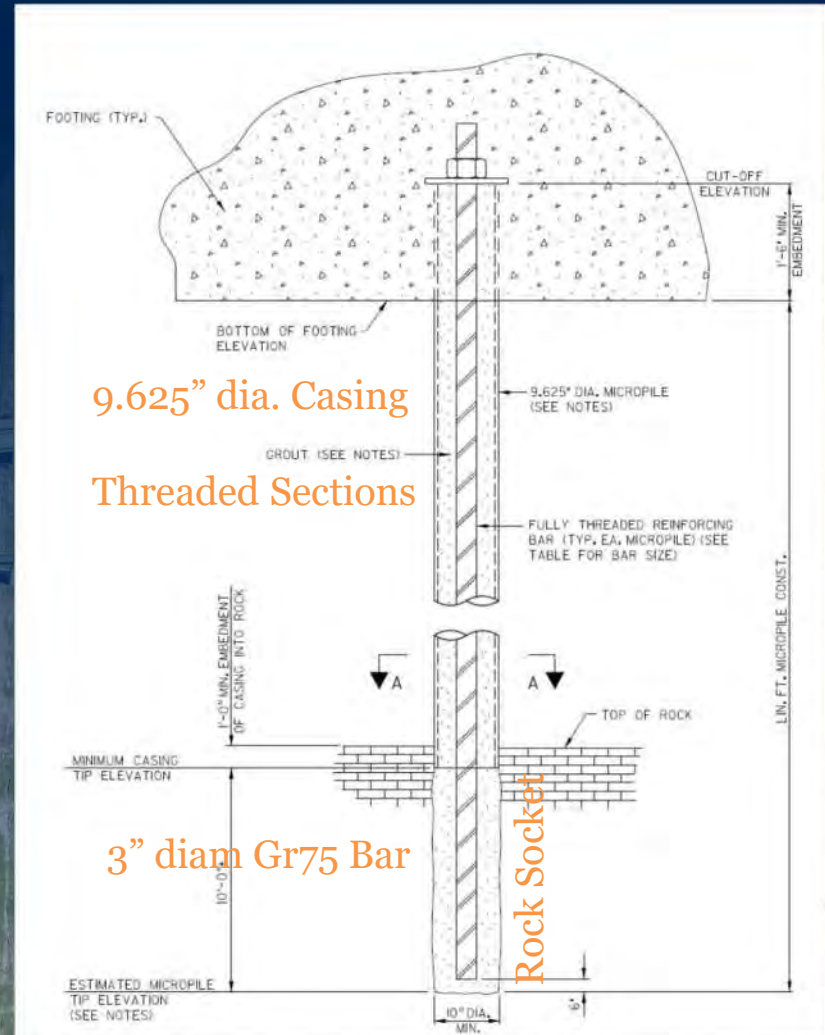 FOOTING (TYP.)
CUT-OFF
ELEVATION
1'-6" MIN.
EMBEDMENT
BOTTOM OF FOOTING
ELEVATION
9.625” dia. Casing
9.625" DIA. MICROPILE
(SEE NOTES)
GROUT (SEE NOTES)
Threaded Sections
FULLY THREADED REINFORCING
BAR (TYP. EA. MICROPILE) (SEE
TABLE FOR BAR SIZE)
LIN. FT. MICROPILE CONST.
1'-0" MIN. EMBEDMENT
OF CASING INTO ROCK
A
A
TOP OF ROCK
MINIMUM CASING
TIP ELEVATION
3” diam Gr75 Bar
10'-0"
Rock Socket
ESTIMATED MICROPILE
TIP ELEVATION
(SEE NOTES)
10" DIA.
MIN.
6"